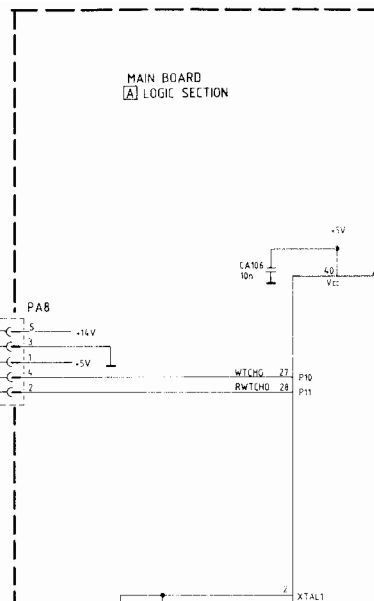 MAIN BOARD
A LOGIC SECTION
+5V
CA106
10n
40
Vcc
PA8
5 +14V
3
1 +5V
4 WTCHG 27 P10
2 RWTCHO 28 P11
2 XTAL1